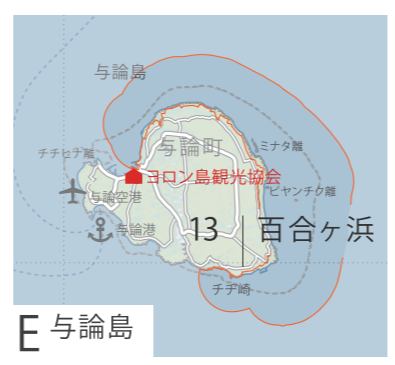 与論島
与論町
ミナタ離
チチヒナ離
ヨロン島観光協会
ビヤンチク離
与論空港
与論港
13 百合ヶ浜
チヂ崎
E 与論島